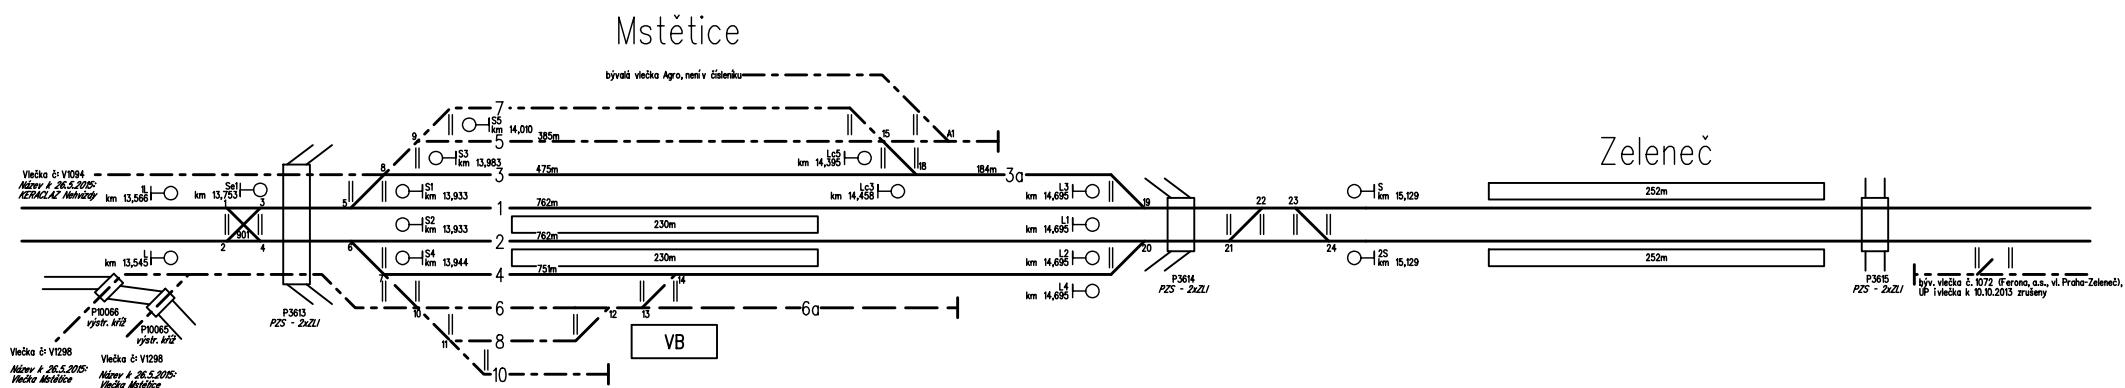 Mstětice
bývalá vlečka Agro, není v číselníku
Zeleneč
7
S5
km 14,010
9
5
385m
15
A1
S3
km 13,983
Lc5
km 14,395
8
18
3
475m
184m
3a
Vlečka č: V1094
Název k 26.5.2015:
KERACLAZ Nehvizdy
1L
km 13,566
Se1
km 13,753
S1
km 13,933
Lc3
km 14,458
L3
km 14,695
S
km 15,129
252m
1
3
5
1
762m
19
22
23
S2
km 13,933
230m
L1
km 14,695
901
2
4
6
2
762m
20
21
24
L
km 13,545
S4
km 13,944
230m
L2
km 14,695
2S
km 15,129
252m
7
4
751m
14
L4
km 14,695
P3614
PZS - 2xZLI
P3615
PZS - 2xZLI
býv. vlečka č. 1072 (Ferona, a.s., vl. Praha-Zeleneč),
ÚP i vlečka k 10.10.2013 zrušeny
P10066
výstr. kříž
P3613
PZS - 2xZLI
10
6
12
13
6a
P10065
výstr. kříž
11
8
VB
Vlečka č: V1298
Název k 26.5.2015:
Vlečka Mstětice
Vlečka č: V1298
Název k 26.5.2015:
Vlečka Mstětice
10